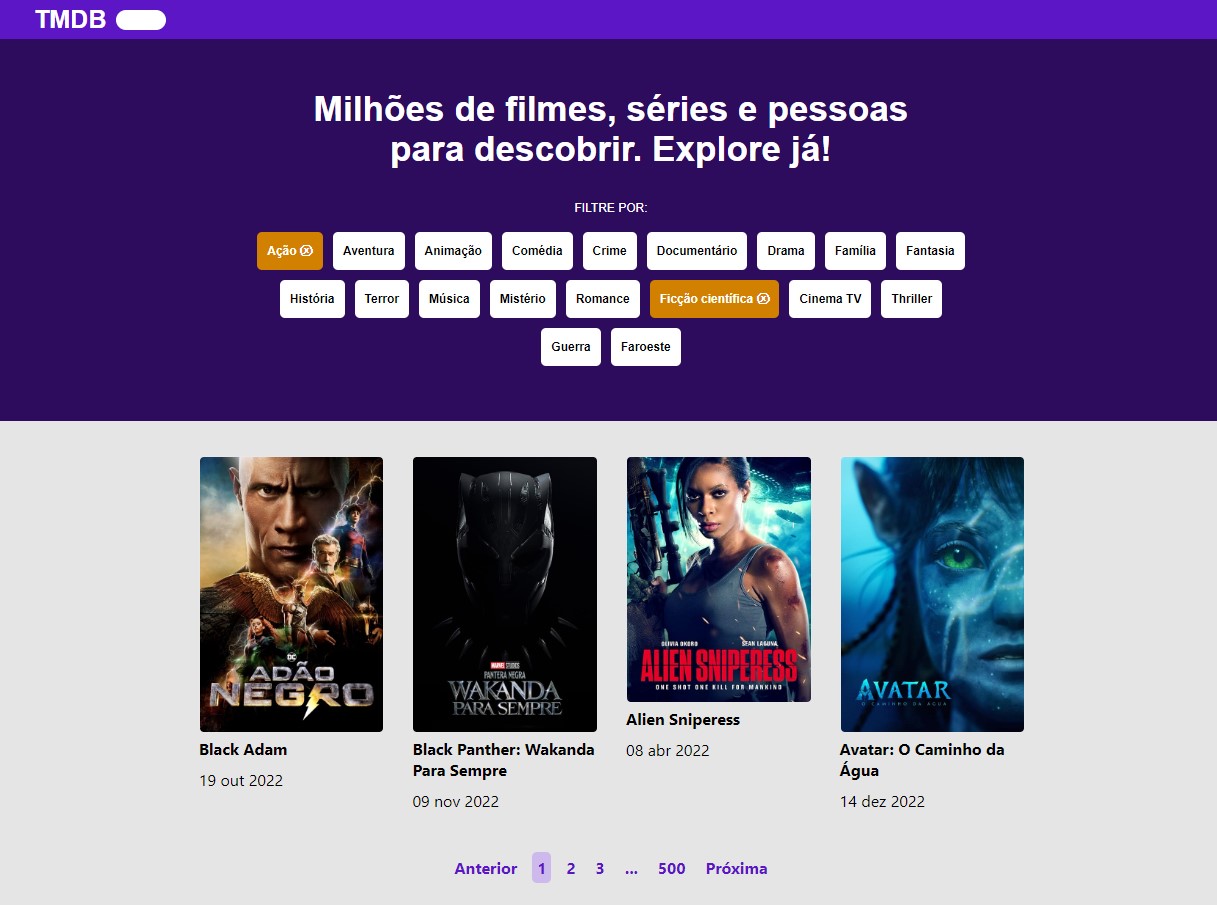 TMDB
Milhões de filmes, séries e pessoas
para descobrir. Explore já!
FILTRE POR:
Ação ⓧ Aventura Animação Comédia Crime Documentário Drama Família Fantasia
História Terror Música Mistério Romance Ficção científica ⓧ Cinema TV Thriller
Guerra Faroeste
DC
ADÃO
NEGRO
Black Adam
19 out 2022
MARVEL STUDIOS
PANTERA NEGRA
WAKANDA
PARA SEMPRE
Black Panther: Wakanda
Para Sempre
09 nov 2022
OLIVIA OKORO SEAN LAGUNA
ALIEN SNIPERESS
ONE SHOT ONE KILL FOR MANKIND
Alien Sniperess
08 abr 2022
AVATAR
O CAMINHO DA ÁGUA
Avatar: O Caminho da
Água
14 dez 2022
Anterior 1 2 3 ... 500 Próxima